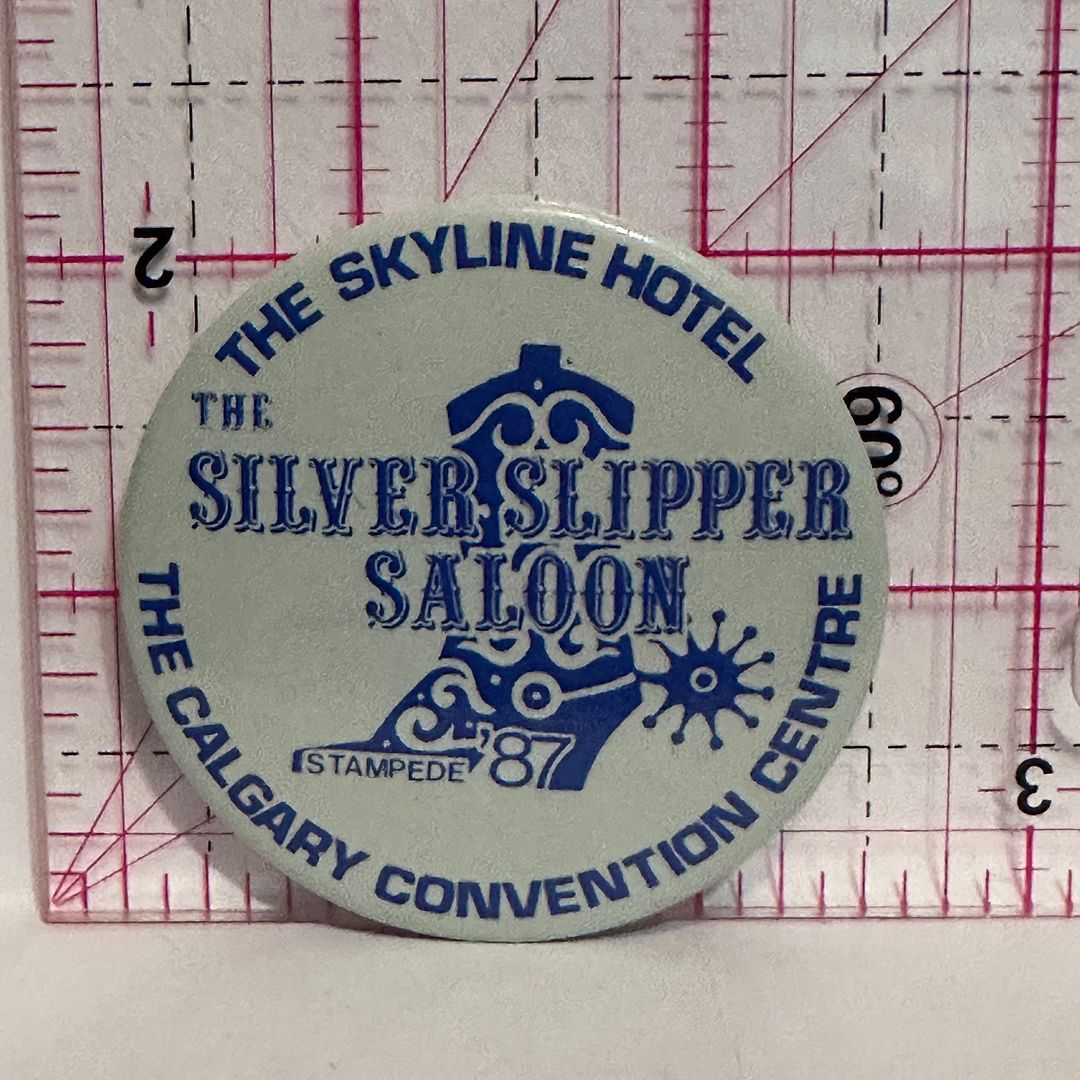 THE SKYLINE HOTEL
THE
SILVER SLIPPER
SALOON
STAMPEDE '87
THE CALGARY CONVENTION CENTRE
2
60°
3